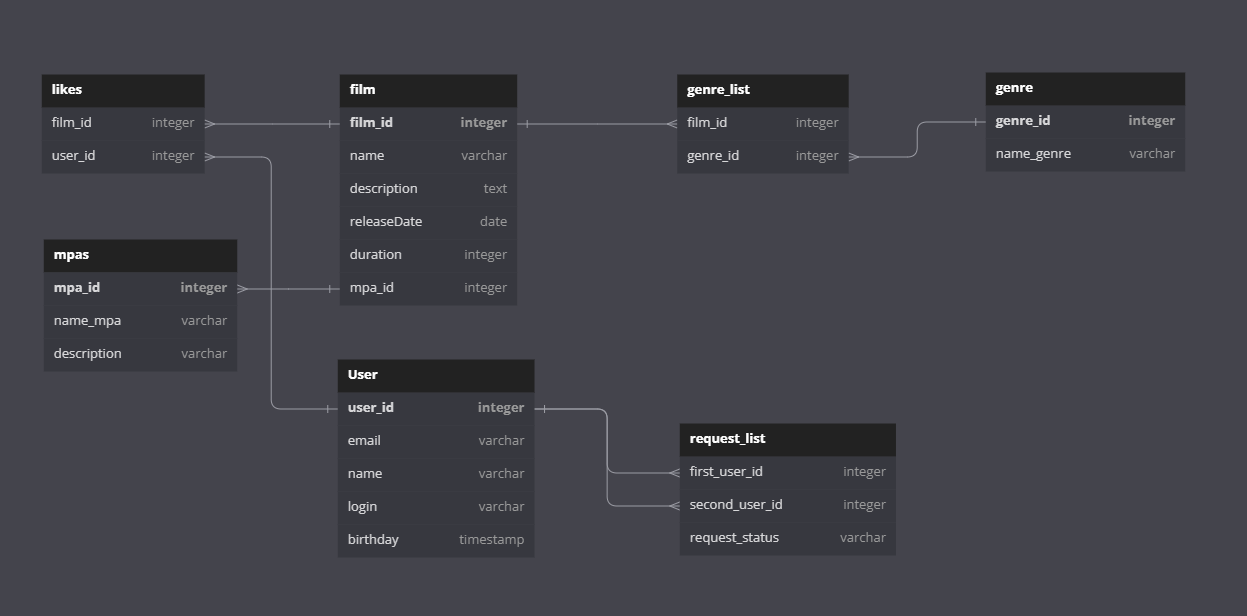 likes
film_id integer
user_id integer
film
film_id integer
name varchar
description text
releaseDate date
duration integer
mpa_id integer
genre_list
film_id integer
genre_id integer
genre
genre_id integer
name_genre varchar
mpas
mpa_id integer
name_mpa varchar
description varchar
User
user_id integer
email varchar
name varchar
login varchar
birthday timestamp
request_list
first_user_id integer
second_user_id integer
request_status varchar